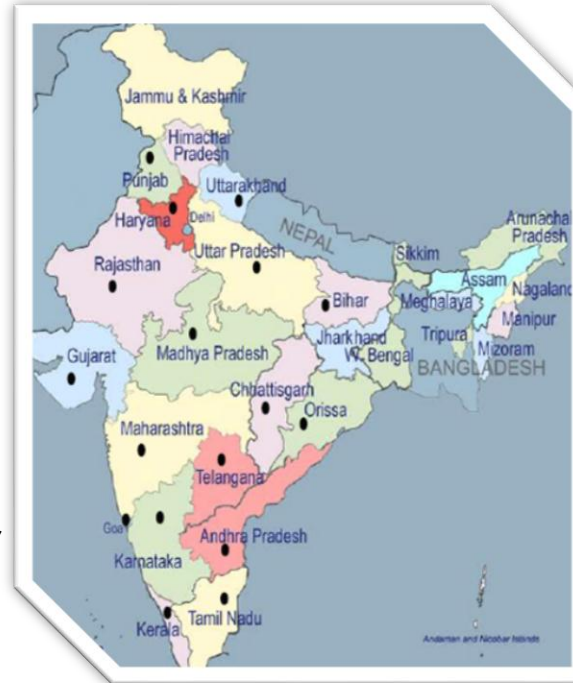 Jammu & Kashmir
Himachal
Pradesh
Punjab
Uttarakhand
Haryana
Delhi
NEPAL
Arunachal
Pradesh
Sikkim
Uttar Pradesh
Rajasthan
Assam
Nagaland
Bihar
Meghalaya
Manipur
Jharkhand
Tripura
Mizoram
Gujarat
Madhya Pradesh
W. Bengal
BANGLADESH
Chhattisgarh
Orissa
Maharashtra
Telangana
Goa
Andhra Pradesh
Karnataka
Tamil Nadu
Kerala
Andaman and Nicobar Islands